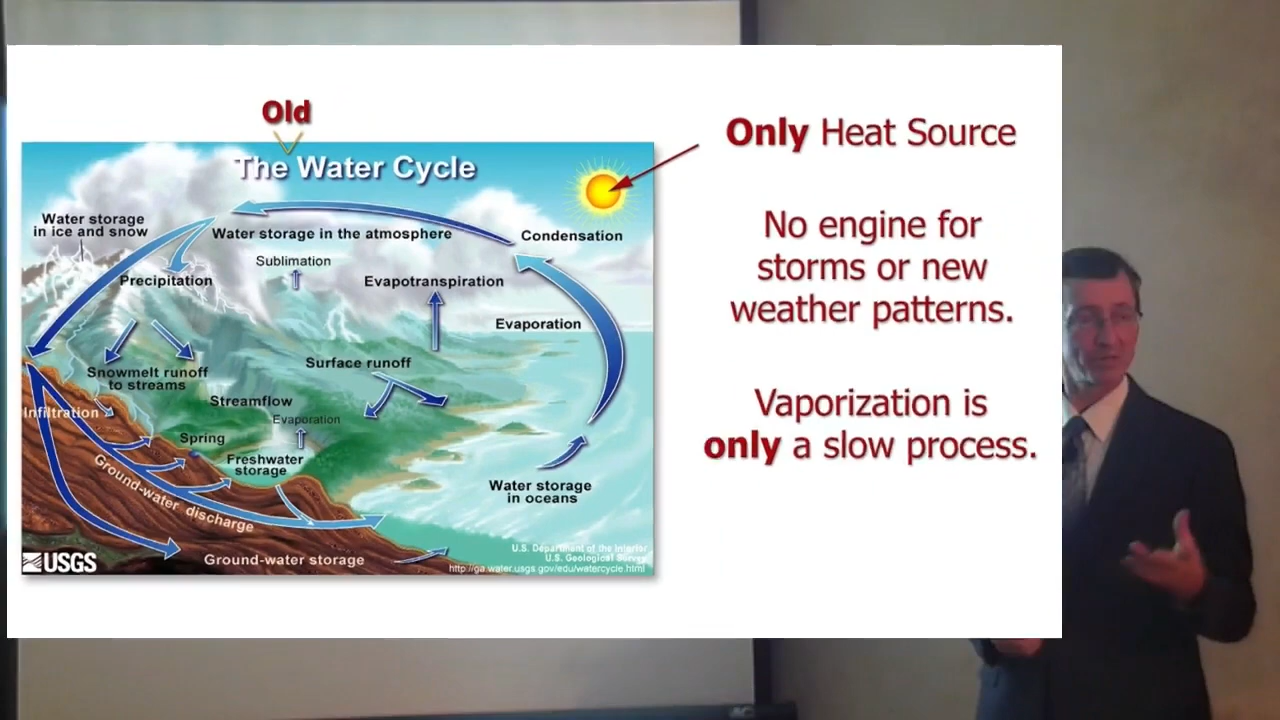 Old
The Water Cycle
Only Heat Source
No engine for
storms or new
weather patterns.
Vaporization is
only a slow process.
Water storage
in ice and snow
Water storage in the atmosphere
Condensation
Sublimation
Precipitation
Evapotranspiration
Evaporation
Surface runoff
Snowmelt runoff
to streams
Streamflow
Infiltration
Evaporation
Spring
Freshwater
storage
Ground-water discharge
Water storage
in oceans
Ground-water storage
USGS
U.S. Department of the Interior
U.S. Geological Survey
http://ga.water.usgs.gov/edu/watercycle.html